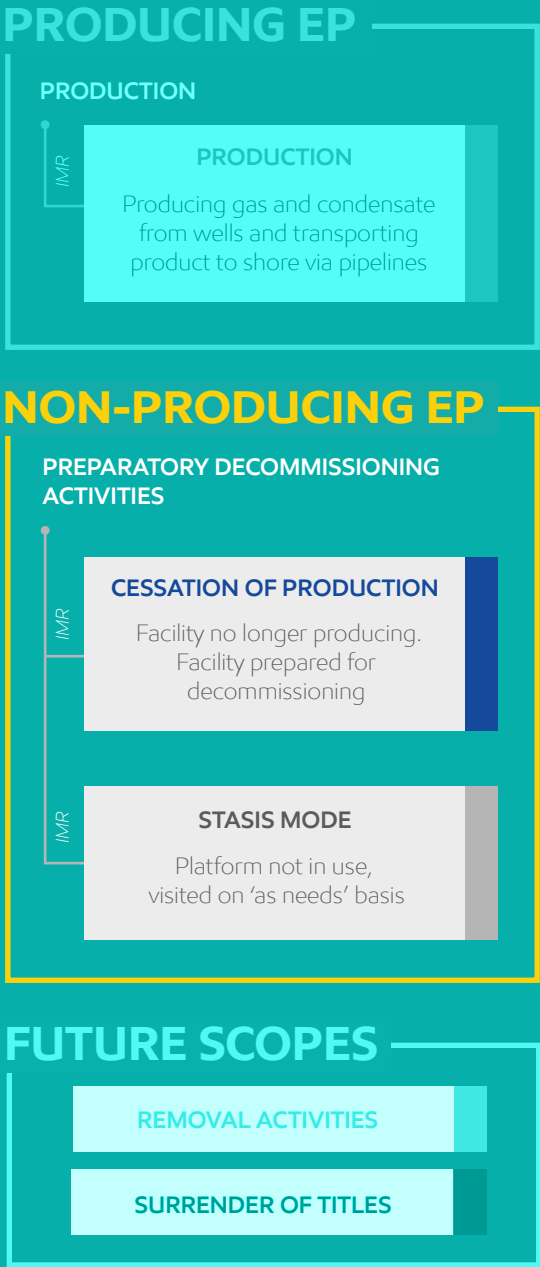 PRODUCING EP
PRODUCTION
IMR
PRODUCTION
Producing gas and condensate
from wells and transporting
product to shore via pipelines
NON-PRODUCING EP
PREPARATORY DECOMMISSIONING
ACTIVITIES
IMR
CESSATION OF PRODUCTION
Facility no longer producing.
Facility prepared for
decommissioning
IMR
STASIS MODE
Platform not in use,
visited on ‘as needs’ basis
FUTURE SCOPES
REMOVAL ACTIVITIES
SURRENDER OF TITLES